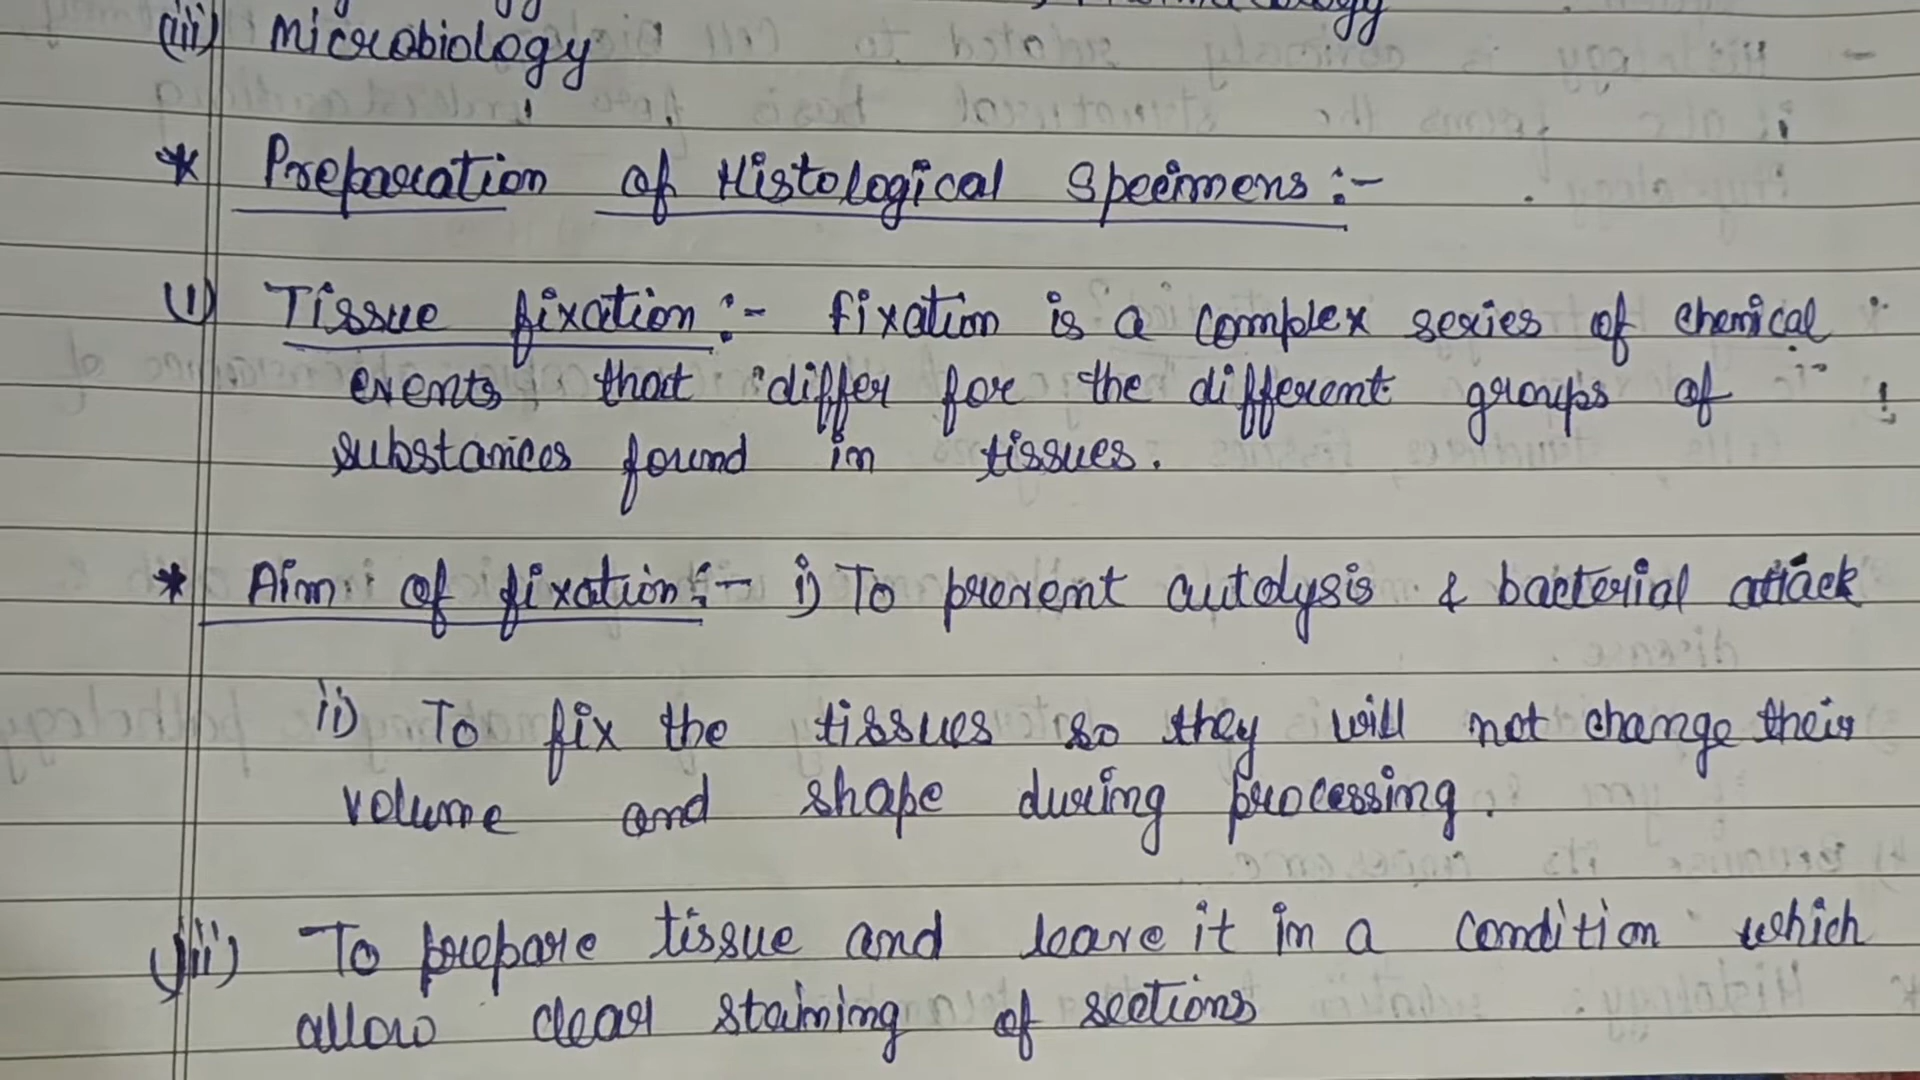 (iii) microbiology
* Preparation of Histological Specimens :-
(1) Tissue fixation :- fixation is a complex series of chemical
events that differ for the different groups of
substances found in tissues.
* Aim of fixation :- i) To prevent autolysis & bacterial attack
ii) To fix the tissues so they will not change their
volume and shape during processing.
iii) To prepare tissue and leave it in a condition which
allow clear staining of sections